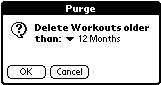 Purge
Delete Workouts older
than: 12 Months
OK Cancel